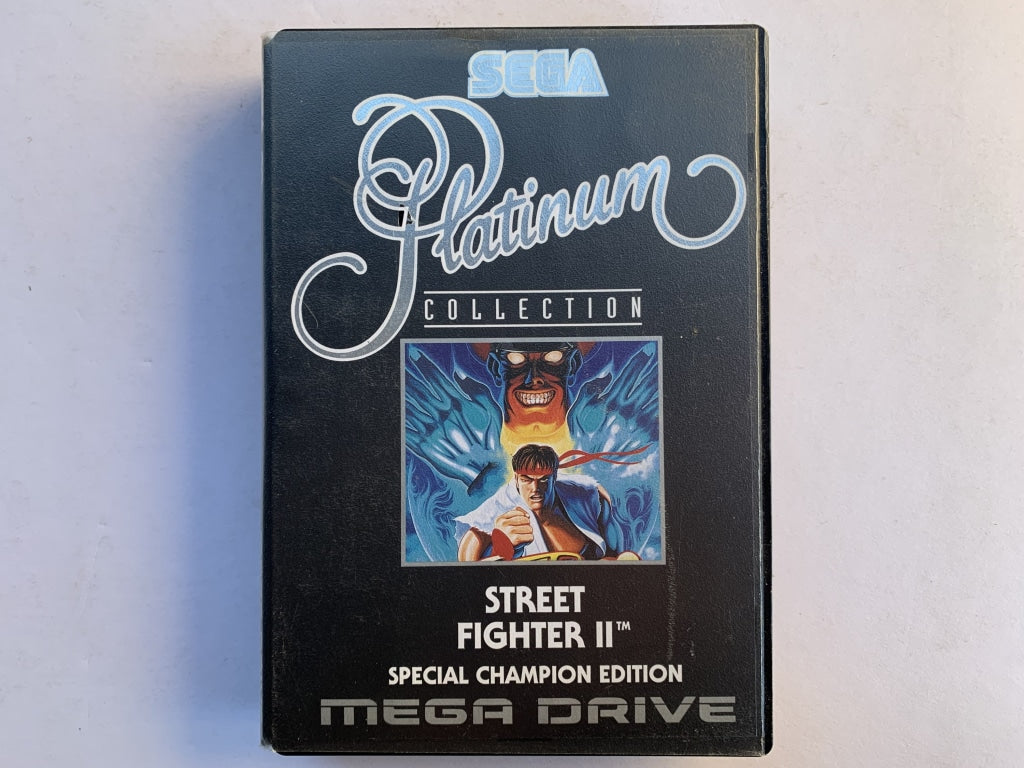 SEGA
Platinum
COLLECTION
STREET
FIGHTER II™
SPECIAL CHAMPION EDITION
MEGA DRIVE